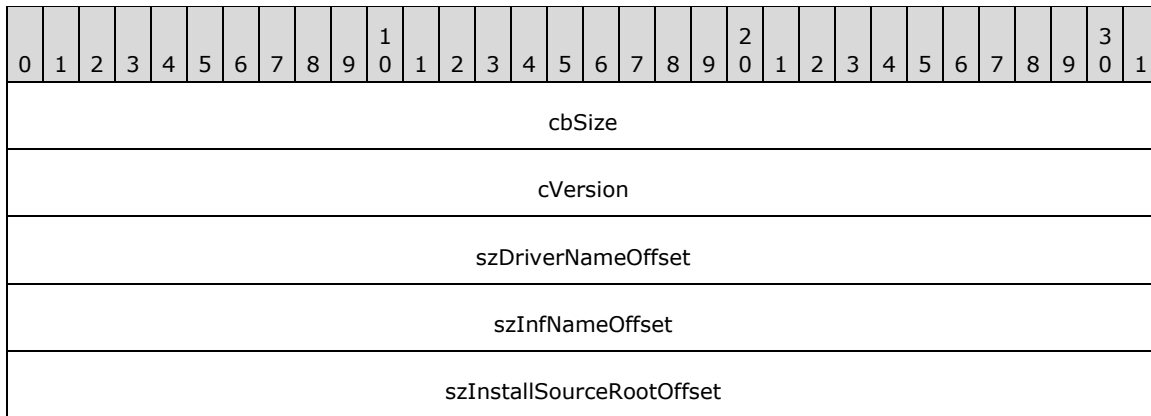 1 2 3
0 1 2 3 4 5 6 7 8 9 0 1 2 3 4 5 6 7 8 9 0 1 2 3 4 5 6 7 8 9 0 1
cbSize
cVersion
szDriverNameOffset
szInfNameOffset
szInstallSourceRootOffset